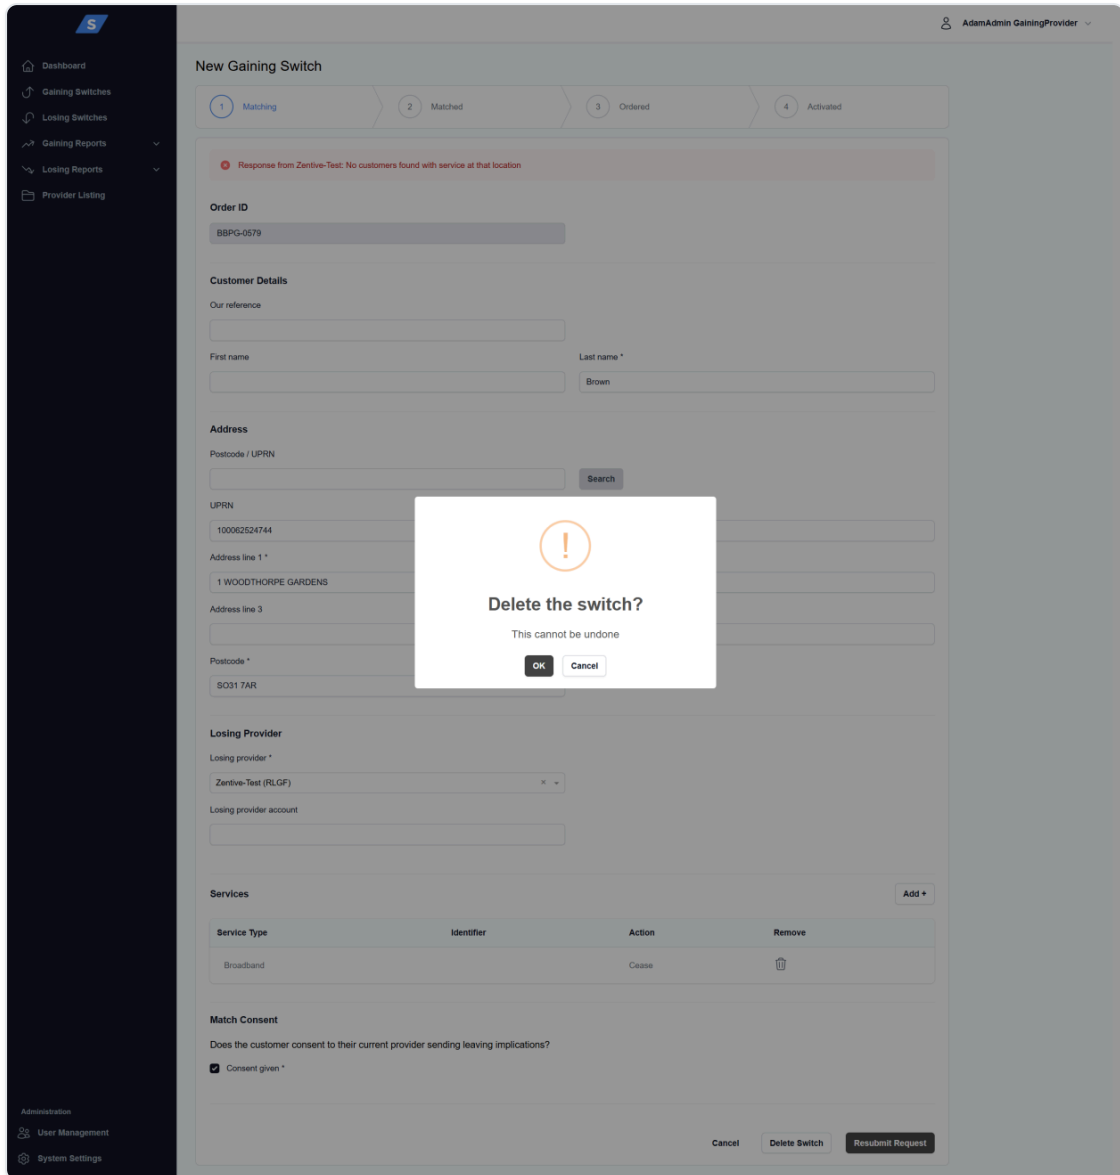 S
AdamAdmin GainingProvider
Dashboard
Gaining Switches
Losing Switches
Gaining Reports
Losing Reports
Provider Listing
New Gaining Switch
1 Matching
2 Matched
3 Ordered
4 Activated
Response from Zentive-Test: No customers found with service at that location
Order ID
BBPG-0579
Customer Details
Our reference
First name
Last name *
Brown
Address
Postcode / UPRN
Search
UPRN
100062524744
Address line 1 *
1 WOODTHORPE GARDENS
Address line 3
Postcode *
SO31 7AR
!
Delete the switch?
This cannot be undone
OK Cancel
Losing Provider
Losing provider *
Zentive-Test (RLGF)
Losing provider account
Services
Add +
Service Type Identifier Action Remove
Broadband Cease
Match Consent
Does the customer consent to their current provider sending leaving implications?
Consent given *
Cancel Delete Switch Resubmit Request
Administration
User Management
System Settings